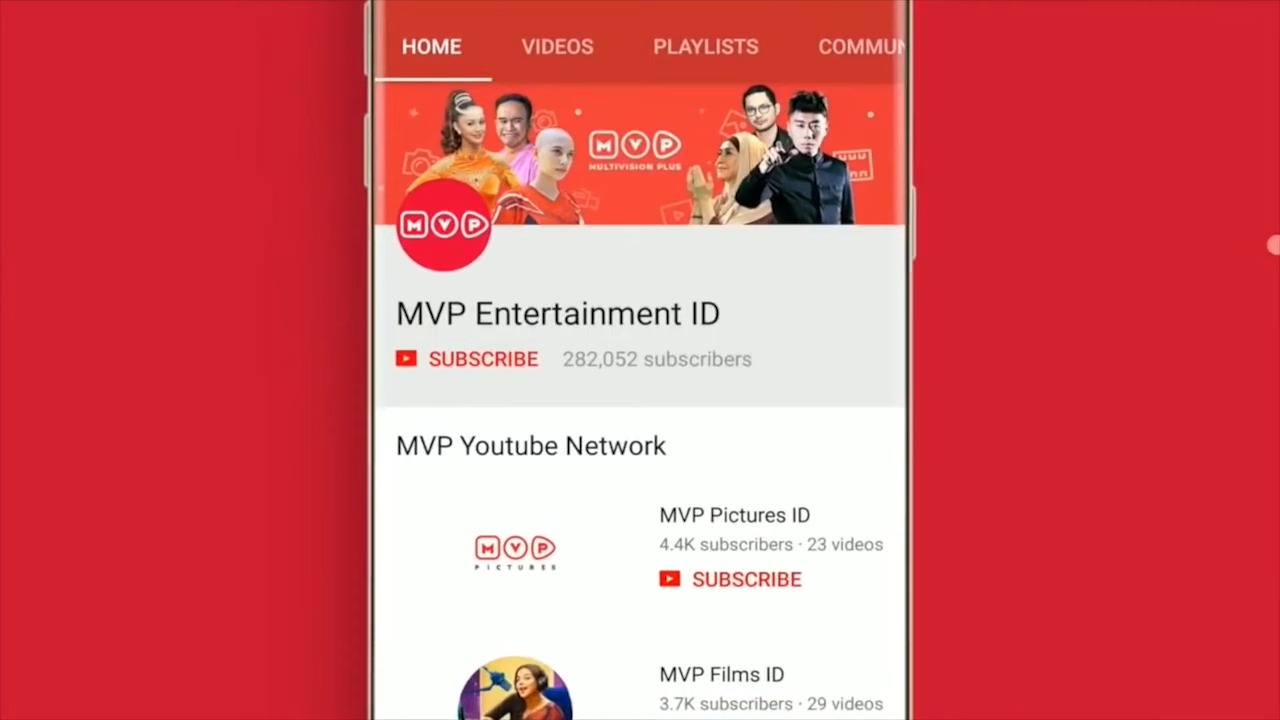 HOME VIDEOS PLAYLISTS COMMUN
MVP
MULTIVISION PLUS
MVP
MVP Entertainment ID
SUBSCRIBE 282,052 subscribers
MVP Youtube Network
MVP Pictures ID
4.4K subscribers · 23 videos
MVP
PICTURES
SUBSCRIBE
MVP Films ID
3.7K subscribers · 29 videos